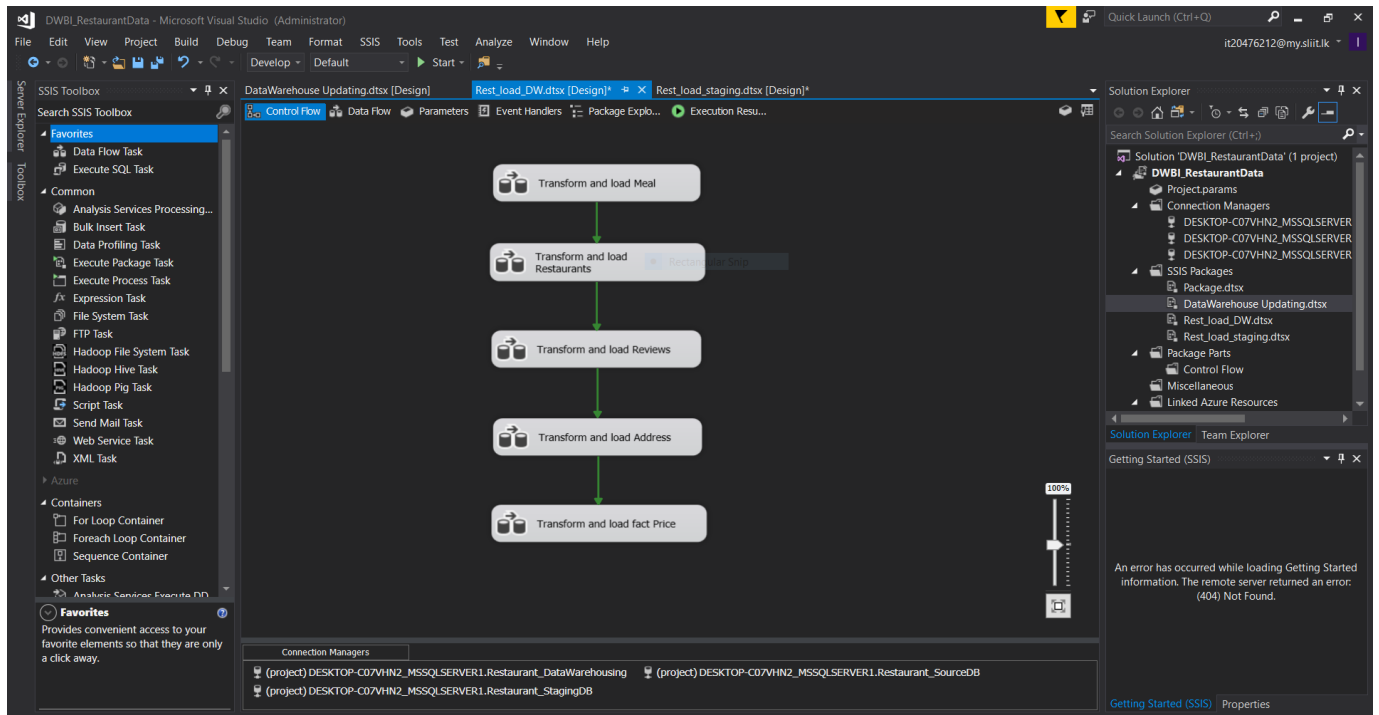 DWBI_RestaurantData - Microsoft Visual Studio (Administrator)
Quick Launch (Ctrl+Q)
File Edit View Project Build Debug Team Format SSIS Tools Test Analyze Window Help
it20476212@my.sliit.lk
I
Develop
Default
Start
Server Explorer
Toolbox
SSIS Toolbox
Search SSIS Toolbox
Favorites
Data Flow Task
Execute SQL Task
Common
Analysis Services Processing...
Bulk Insert Task
Data Profiling Task
Execute Package Task
Execute Process Task
Expression Task
File System Task
FTP Task
Hadoop File System Task
Hadoop Hive Task
Hadoop Pig Task
Script Task
Send Mail Task
Web Service Task
XML Task
Azure
Containers
For Loop Container
Foreach Loop Container
Sequence Container
Other Tasks
Analysis Services Execute DD...
Favorites
Provides convenient access to your
favorite elements so that they are only
a click away.
DataWarehouse Updating.dtsx [Design]
Rest_load_DW.dtsx [Design]*
Rest_load_staging.dtsx [Design]*
Control Flow
Data Flow
Parameters
Event Handlers
Package Explo...
Execution Resu...
Transform and load Meal
Transform and load
Restaurants
Rectangular Snip
Transform and load Reviews
Transform and load Address
Transform and load fact Price
100%
Connection Managers
(project) DESKTOP-C07VHN2_MSSQLSERVER1.Restaurant_DataWarehousing
(project) DESKTOP-C07VHN2_MSSQLSERVER1.Restaurant_SourceDB
(project) DESKTOP-C07VHN2_MSSQLSERVER1.Restaurant_StagingDB
Solution Explorer
Search Solution Explorer (Ctrl+;)
Solution 'DWBI_RestaurantData' (1 project)
DWBI_RestaurantData
Project.params
Connection Managers
DESKTOP-C07VHN2_MSSQLSERVER
DESKTOP-C07VHN2_MSSQLSERVER
DESKTOP-C07VHN2_MSSQLSERVER
SSIS Packages
Package.dtsx
DataWarehouse Updating.dtsx
Rest_load_DW.dtsx
Rest_load_staging.dtsx
Package Parts
Control Flow
Miscellaneous
Linked Azure Resources
Solution Explorer
Team Explorer
Getting Started (SSIS)
An error has occurred while loading Getting Started
information. The remote server returned an error:
(404) Not Found.
Getting Started (SSIS)
Properties